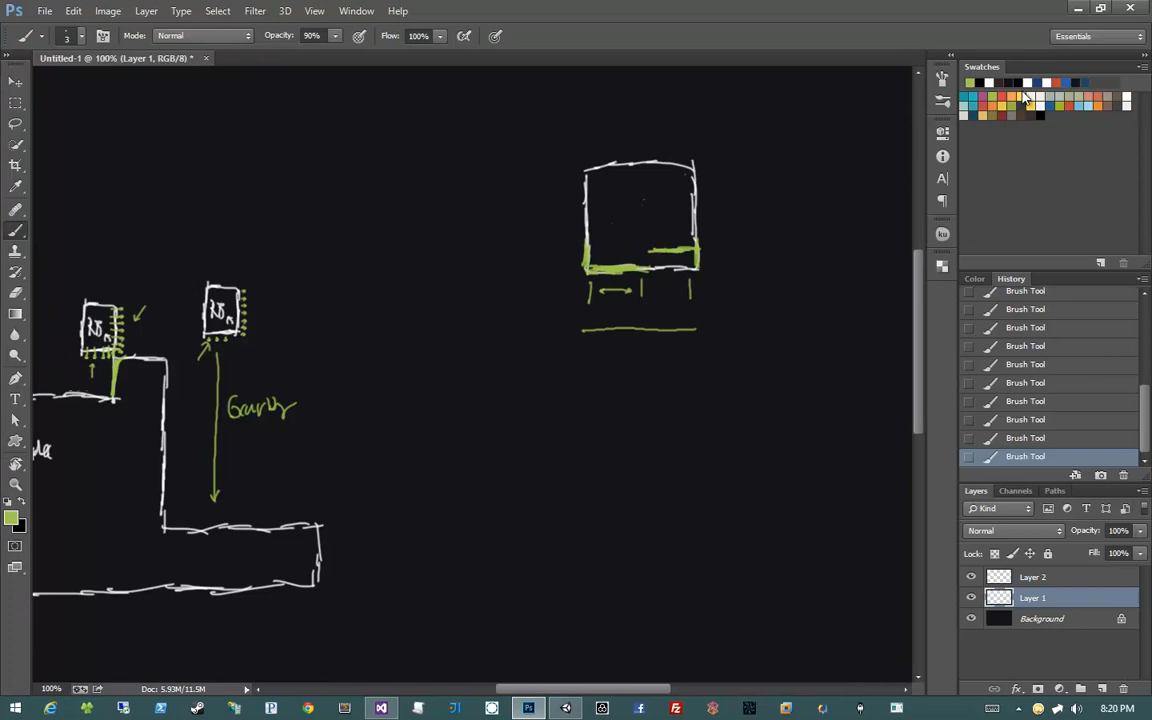 Ps File Edit Image Layer Type Select Filter 3D View Window Help
3 Mode: Normal Opacity: 90% Flow: 100% Essentials
Untitled-1 @ 100% (Layer 1, RGB/8) *
Swatches
Color History
Brush Tool
Brush Tool
Brush Tool
Brush Tool
Brush Tool
Brush Tool
Brush Tool
Brush Tool
Brush Tool
Brush Tool
Gravity
Layers Channels Paths
Kind
Normal Opacity: 100%
Lock: Fill: 100%
Layer 2
Layer 1
Background
fx
100% Doc: 5.93M/11.5M
8:20 PM